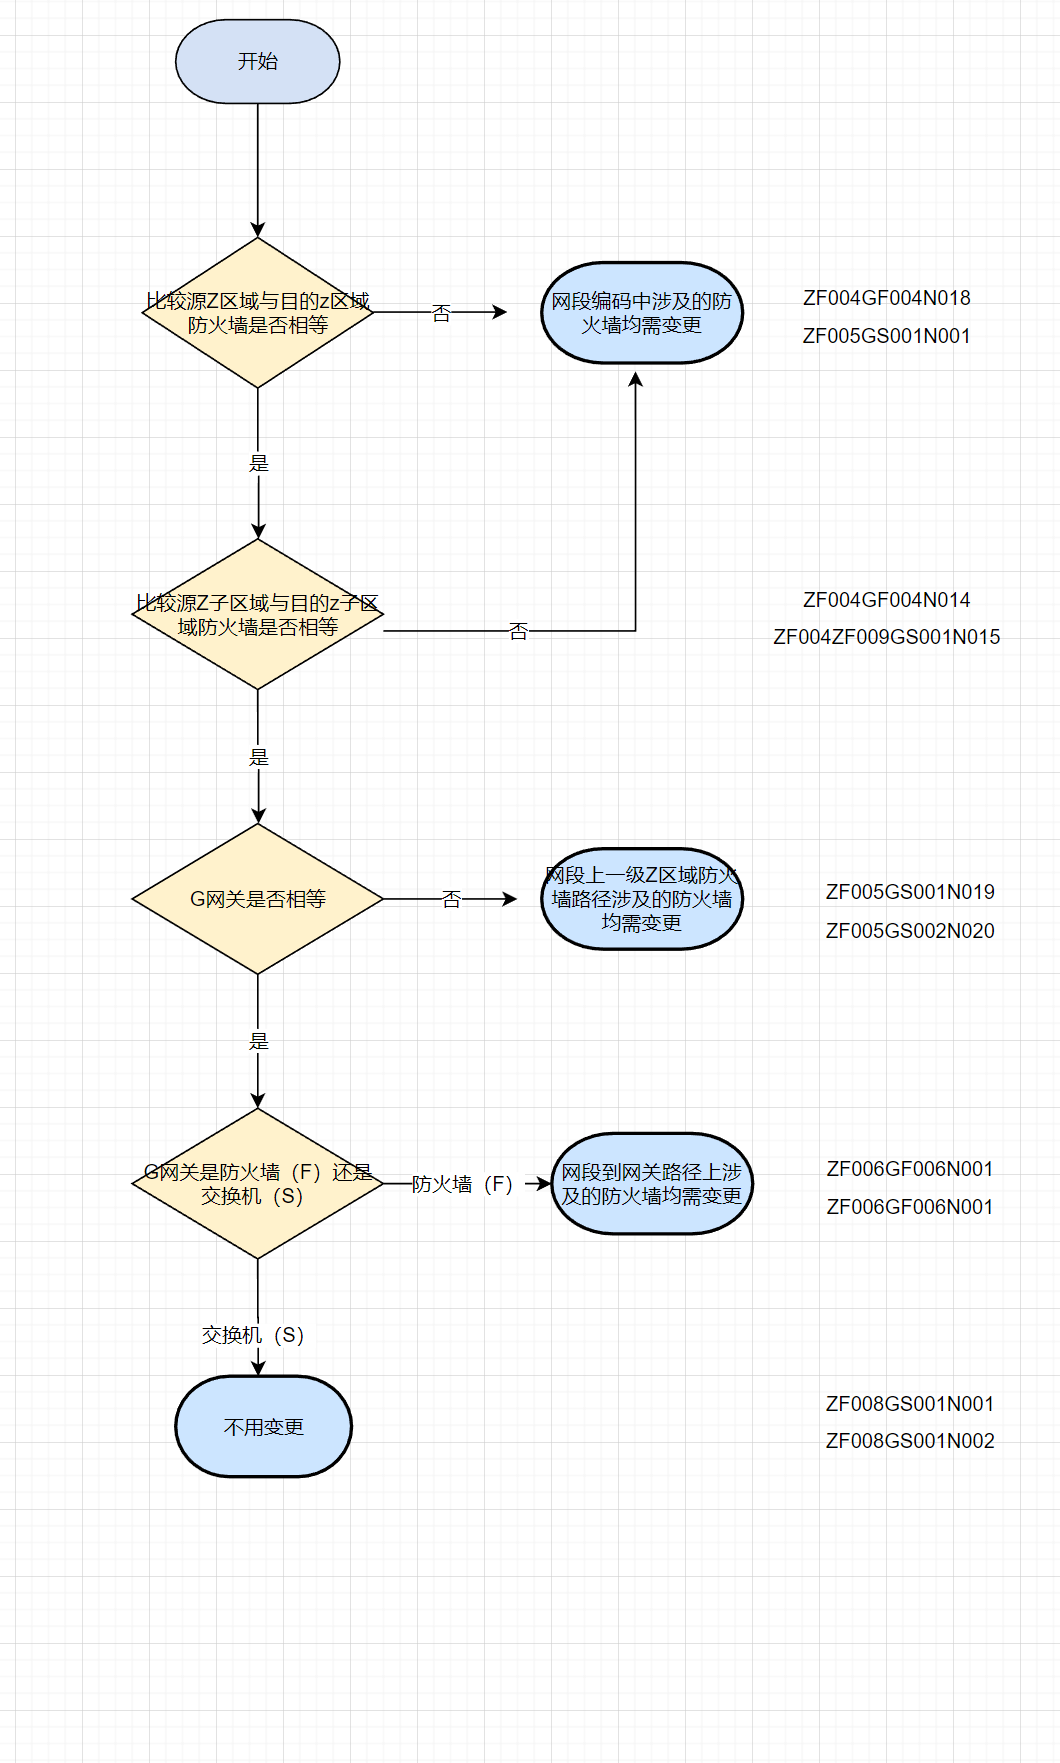 开始
比较源Z区域与目的z区域
防火墙是否相等
否
网段编码中涉及的防
火墙均需变更
ZF004GF004N018
ZF005GS001N001
是
比较源Z子区域与目的z子区
域防火墙是否相等
否
ZF004GF004N014
ZF004ZF009GS001N015
是
G网关是否相等
否
网段上一级Z区域防火
墙路径涉及的防火墙
均需变更
ZF005GS001N019
ZF005GS002N020
是
G网关是防火墙（F）还是
交换机（S）
防火墙（F）
网段到网关路径上涉
及的防火墙均需变更
ZF006GF006N001
ZF006GF006N001
交换机（S）
不用变更
ZF008GS001N001
ZF008GS001N002